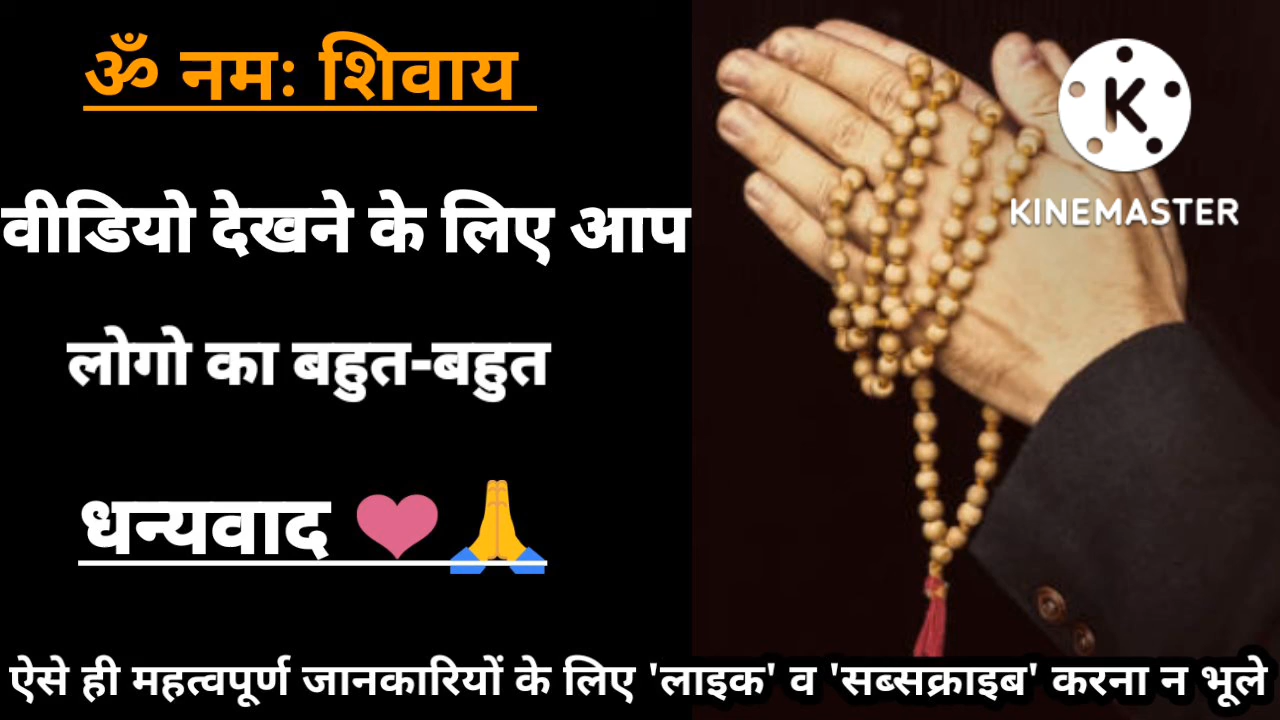 ॐ नमः शिवाय
वीडियो देखने के लिए आप
लोगो का बहुत-बहुत
धन्यवाद ❤🙏
K
KINEMASTER
ऐसे ही महत्वपूर्ण जानकारियों के लिए 'लाइक' व 'सब्सक्राइब' करना न भूले